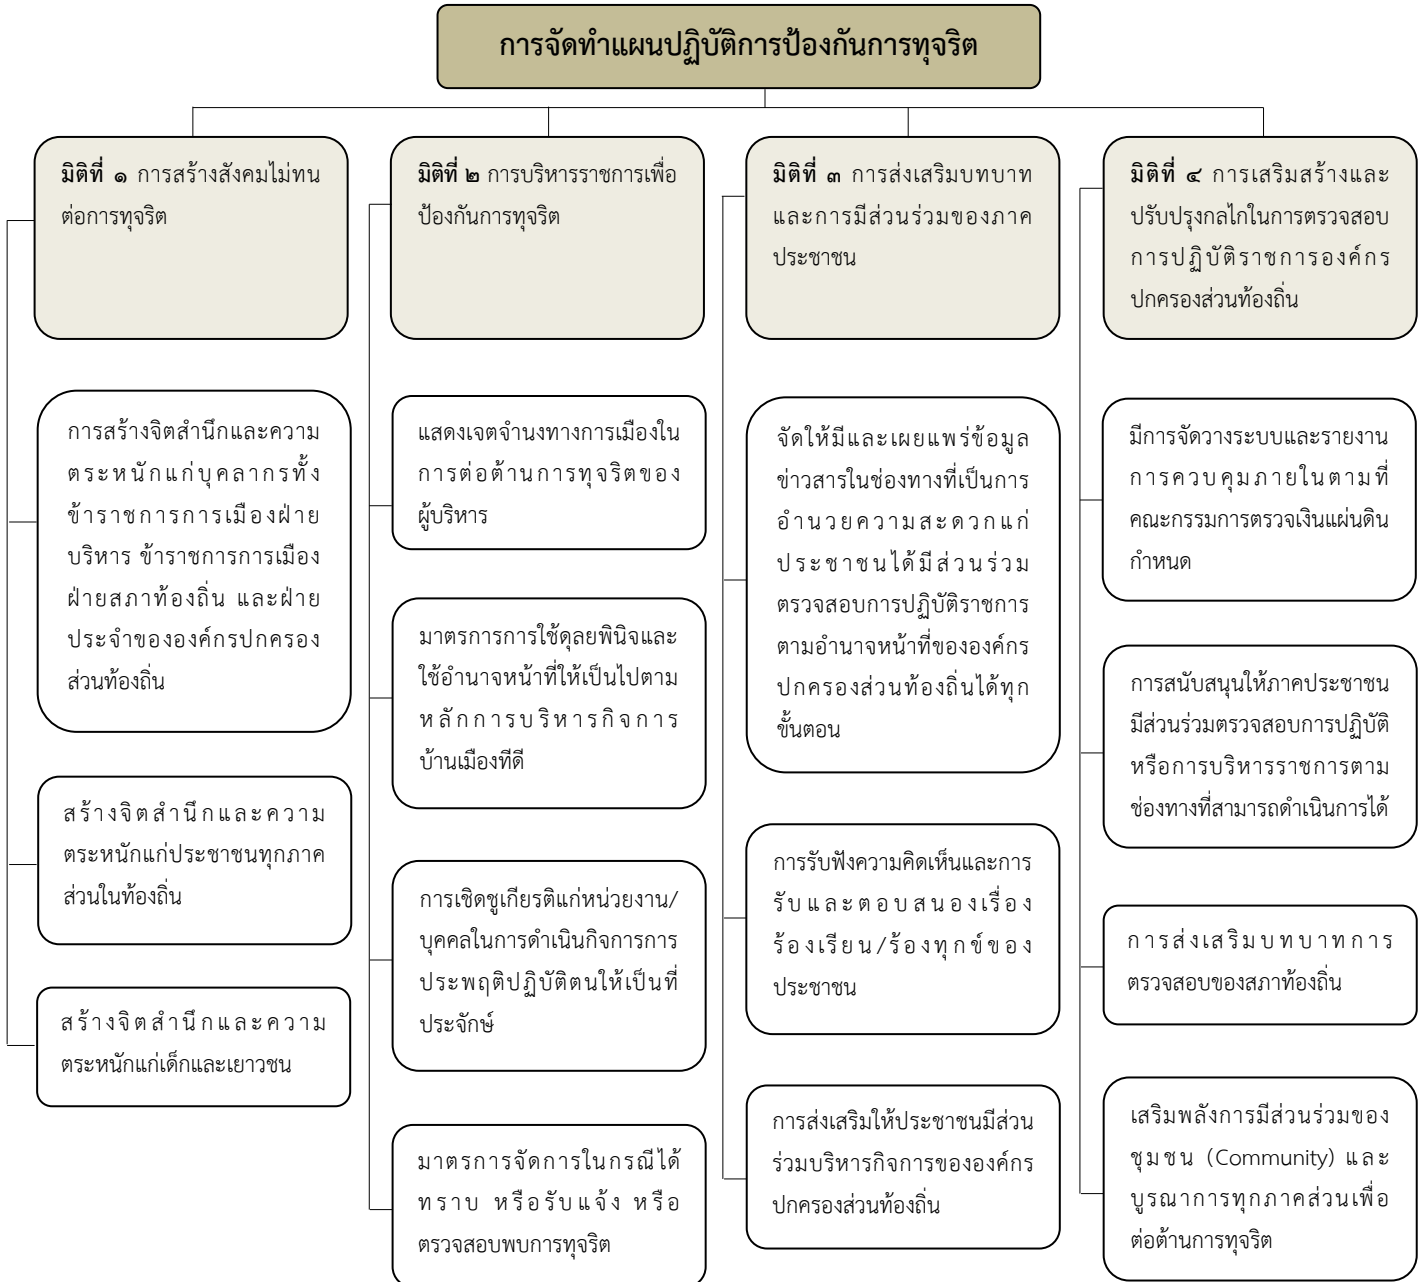 การจัดทำแผนปฏิบัติการป้องกันการทุจริต
มิติที่ ๑ การสร้างสังคมไม่ทน
ต่อการทุจริต
การสร้างจิตสำนึกและความ
ตระหนักแก่บุคลากรทั้ง
ข้าราชการการเมืองฝ่าย
บริหาร ข้าราชการการเมือง
ฝ่ายสภาท้องถิ่น และฝ่าย
ประจำขององค์กรปกครอง
ส่วนท้องถิ่น
สร้างจิตสำนึกและความ
ตระหนักแก่ประชาชนทุกภาค
ส่วนในท้องถิ่น
สร้างจิตสำนึกและความ
ตระหนักแก่เด็กและเยาวชน
มิติที่ ๒ การบริหารราชการเพื่อ
ป้องกันการทุจริต
แสดงเจตจำนงทางการเมืองใน
การต่อต้านการทุจริตของ
ผู้บริหาร
มาตรการการใช้ดุลยพินิจและ
ใช้อำนาจหน้าที่ให้เป็นไปตาม
หลักการบริหารกิจการ
บ้านเมืองทีดี
การเชิดชูเกียรติแก่หน่วยงาน/
บุคคลในการดำเนินกิจการการ
ประพฤติปฏิบัติตนให้เป็นที่
ประจักษ์
มาตรการจัดการในกรณีได้
ทราบ หรือรับแจ้ง หรือ
ตรวจสอบพบการทุจริต
มิติที่ ๓ การส่งเสริมบทบาท
และการมีส่วนร่วมของภาค
ประชาชน
จัดให้มีและเผยแพร่ข้อมูล
ข่าวสารในช่องทางที่เป็นการ
อำนวยความสะดวกแก่
ประชาชนได้มีส่วนร่วม
ตรวจสอบการปฏิบัติราชการ
ตามอำนาจหน้าที่ขององค์กร
ปกครองส่วนท้องถิ่นได้ทุก
ขั้นตอน
การรับฟังความคิดเห็นและการ
รับและตอบสนองเรื่อง
ร้องเรียน/ร้องทุกข์ของ
ประชาชน
การส่งเสริมให้ประชาชนมีส่วน
ร่วมบริหารกิจการขององค์กร
ปกครองส่วนท้องถิ่น
มิติที่ ๔ การเสริมสร้างและ
ปรับปรุงกลไกในการตรวจสอบ
การปฏิบัติราชการองค์กร
ปกครองส่วนท้องถิ่น
มีการจัดวางระบบและรายงาน
การควบคุมภายในตามที่
คณะกรรมการตรวจเงินแผ่นดิน
กำหนด
การสนับสนุนให้ภาคประชาชน
มีส่วนร่วมตรวจสอบการปฏิบัติ
หรือการบริหารราชการตาม
ช่องทางที่สามารถดำเนินการได้
การส่งเสริมบทบาทการ
ตรวจสอบของสภาท้องถิ่น
เสริมพลังการมีส่วนร่วมของ
ชุมชน (Community) และ
บูรณาการทุกภาคส่วนเพื่อ
ต่อต้านการทุจริต